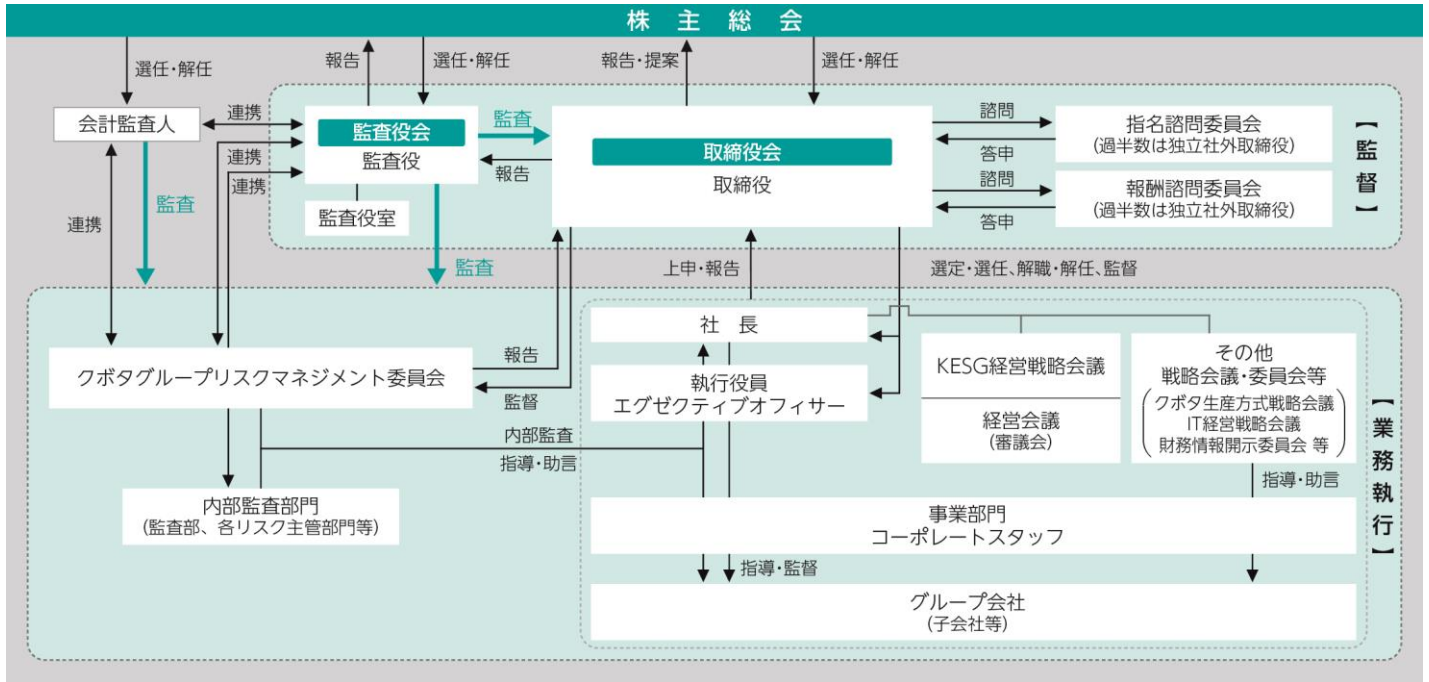 株主総会
選任・解任
報告
選任・解任
報告・提案
選任・解任
会計監査人
連携
監査役会
監査役
監査
取締役会
取締役
諮問
答申
指名諮問委員会
(過半数は独立社外取締役)
【監督】
連携
連携
報告
諮問
答申
報酬諮問委員会
(過半数は独立社外取締役)
監査役室
監査
連携
監査
上申・報告
選定・選任、解職・解任、監督
社 長
クボタグループリスクマネジメント委員会
報告
監督
執行役員
エグゼクティブオフィサー
KESG経営戦略会議
経営会議
(審議会)
その他
戦略会議・委員会等
(クボタ生産方式戦略会議
IT経営戦略会議
財務情報開示委員会 等)
【業務執行】
内部監査
指導・助言
指導・助言
内部監査部門
(監査部、各リスク主管部門等)
事業部門
コーポレートスタッフ
指導・監督
グループ会社
(子会社等)